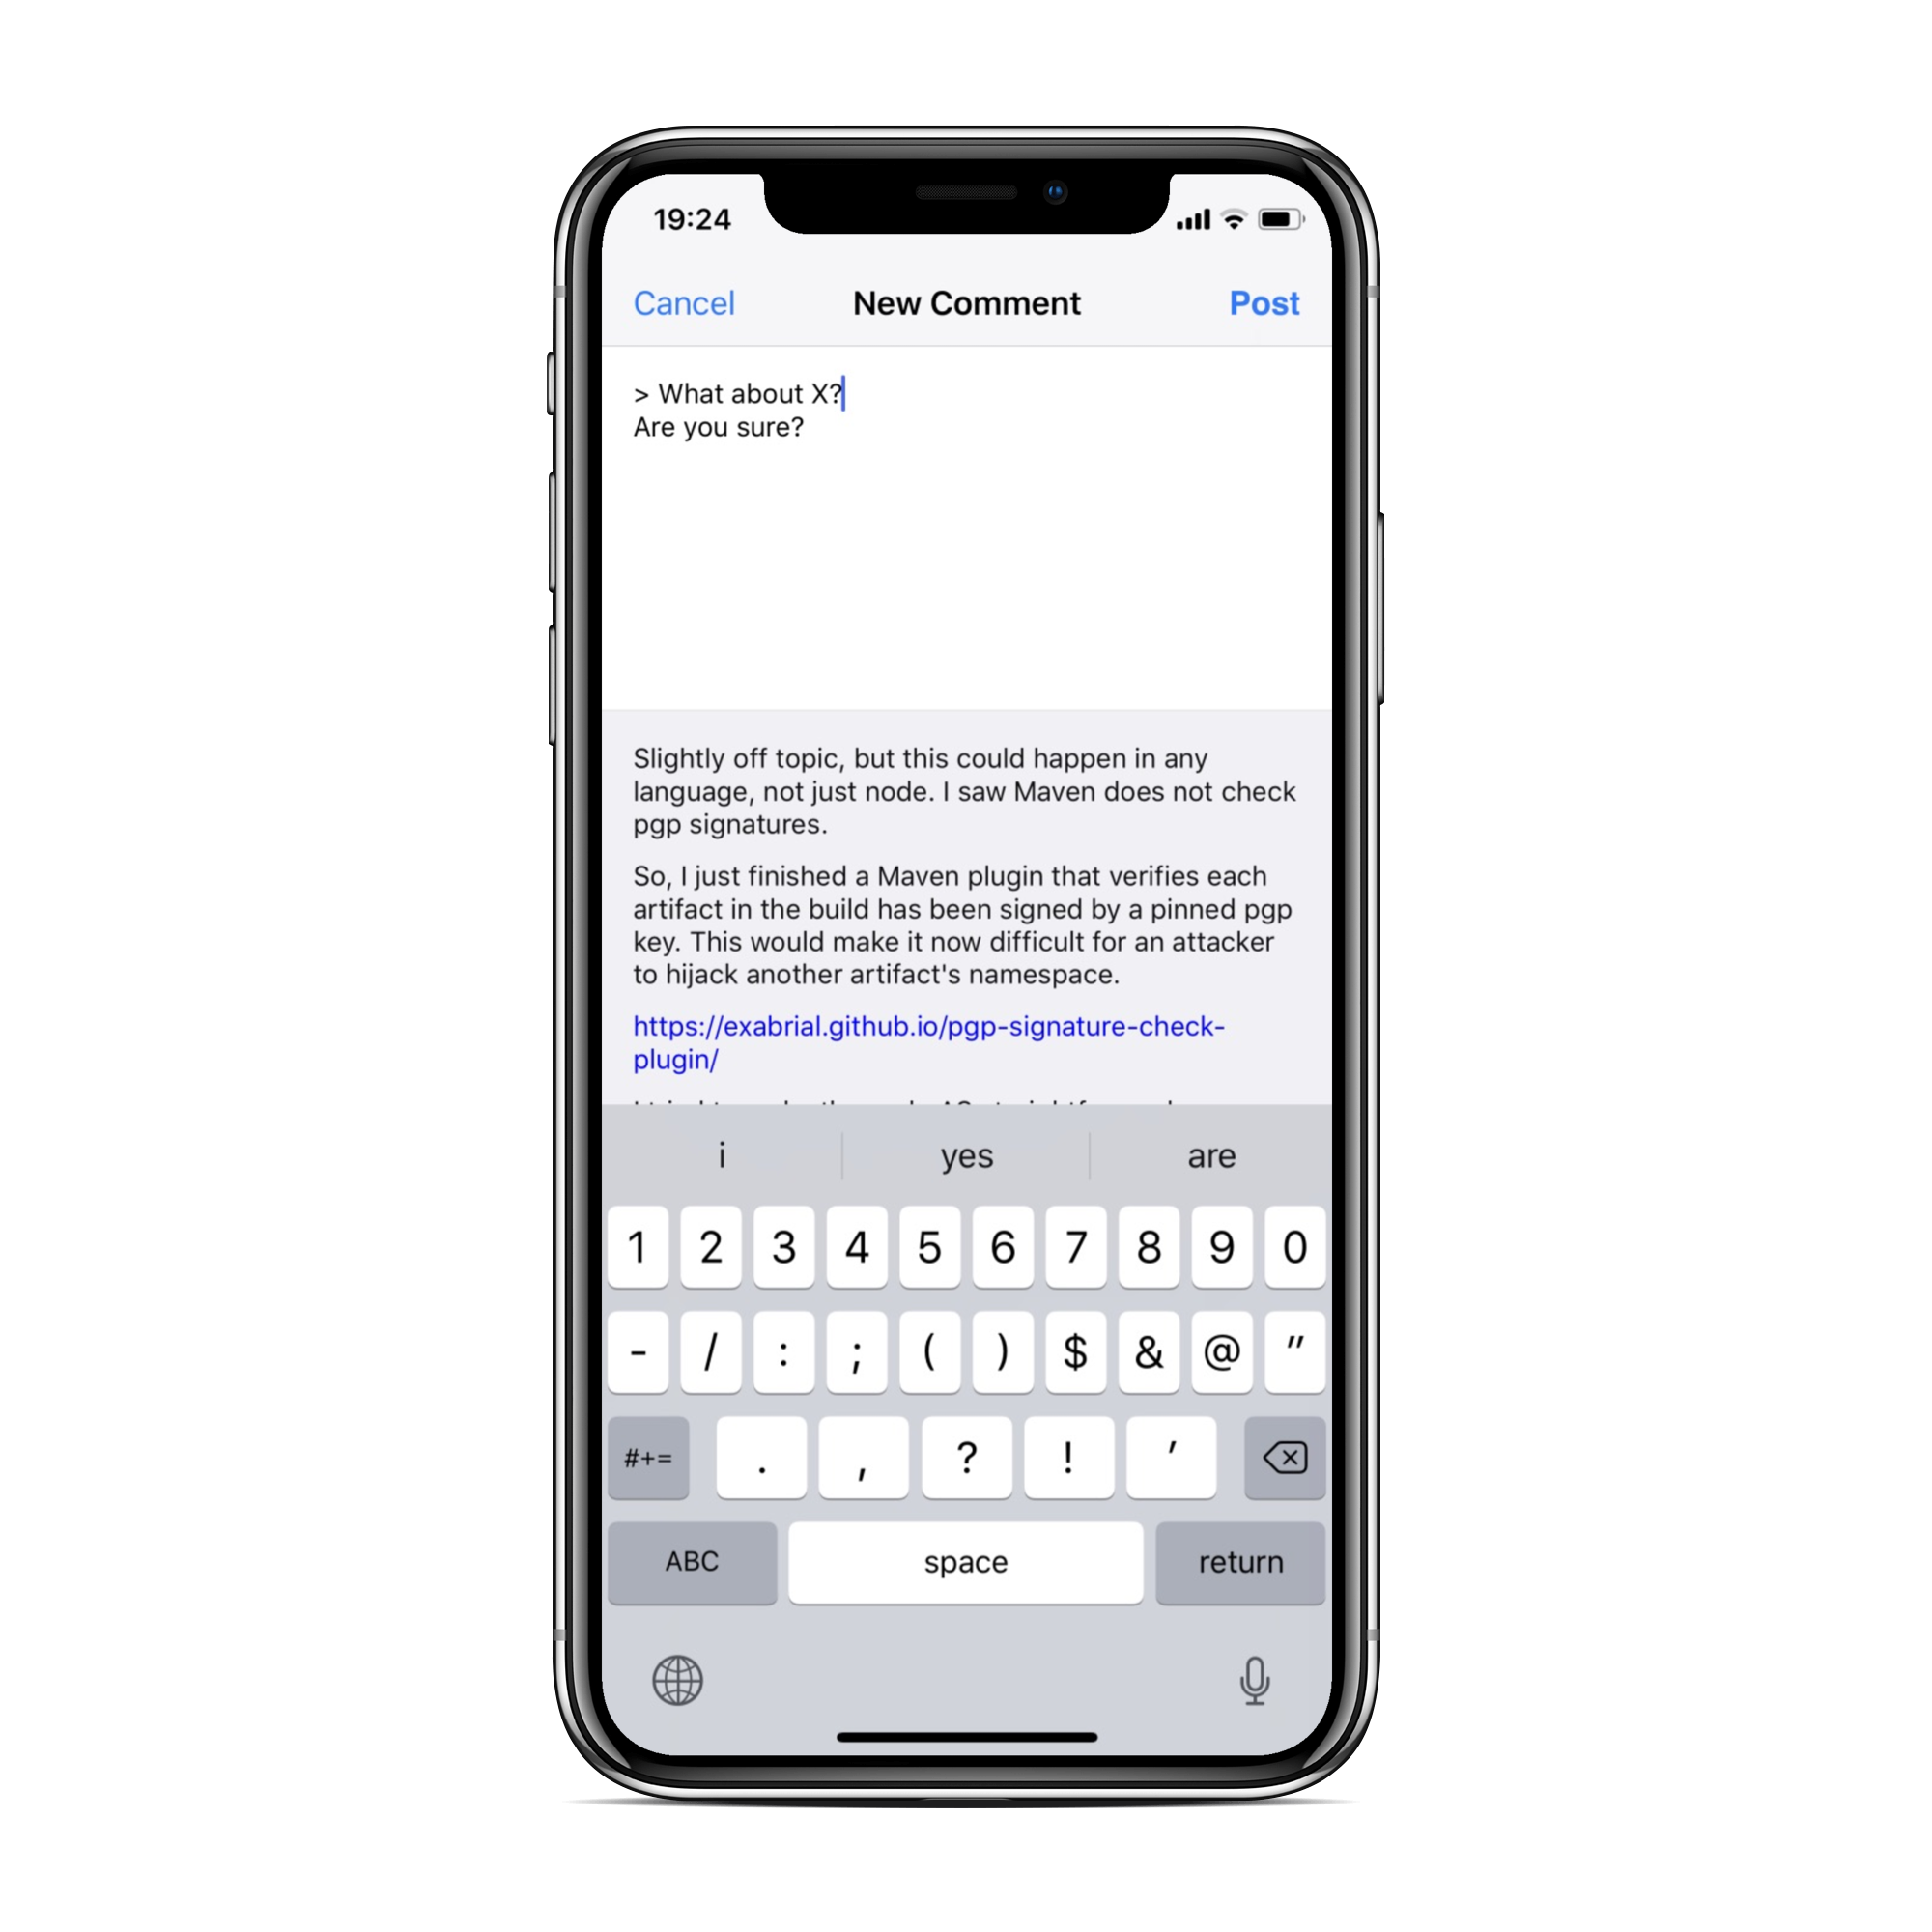 19:24
Cancel New Comment Post
> What about X?
Are you sure?
Slightly off topic, but this could happen in any
language, not just node. I saw Maven does not check
pgp signatures.
So, I just finished a Maven plugin that verifies each
artifact in the build has been signed by a pinned pgp
key. This would make it now difficult for an attacker
to hijack another artifact's namespace.
https://exabrial.github.io/pgp-signature-check-
plugin/
i yes are
1 2 3 4 5 6 7 8 9 0
- / : ; ( ) $ & @ "
#+= . , ? ! '
ABC space return